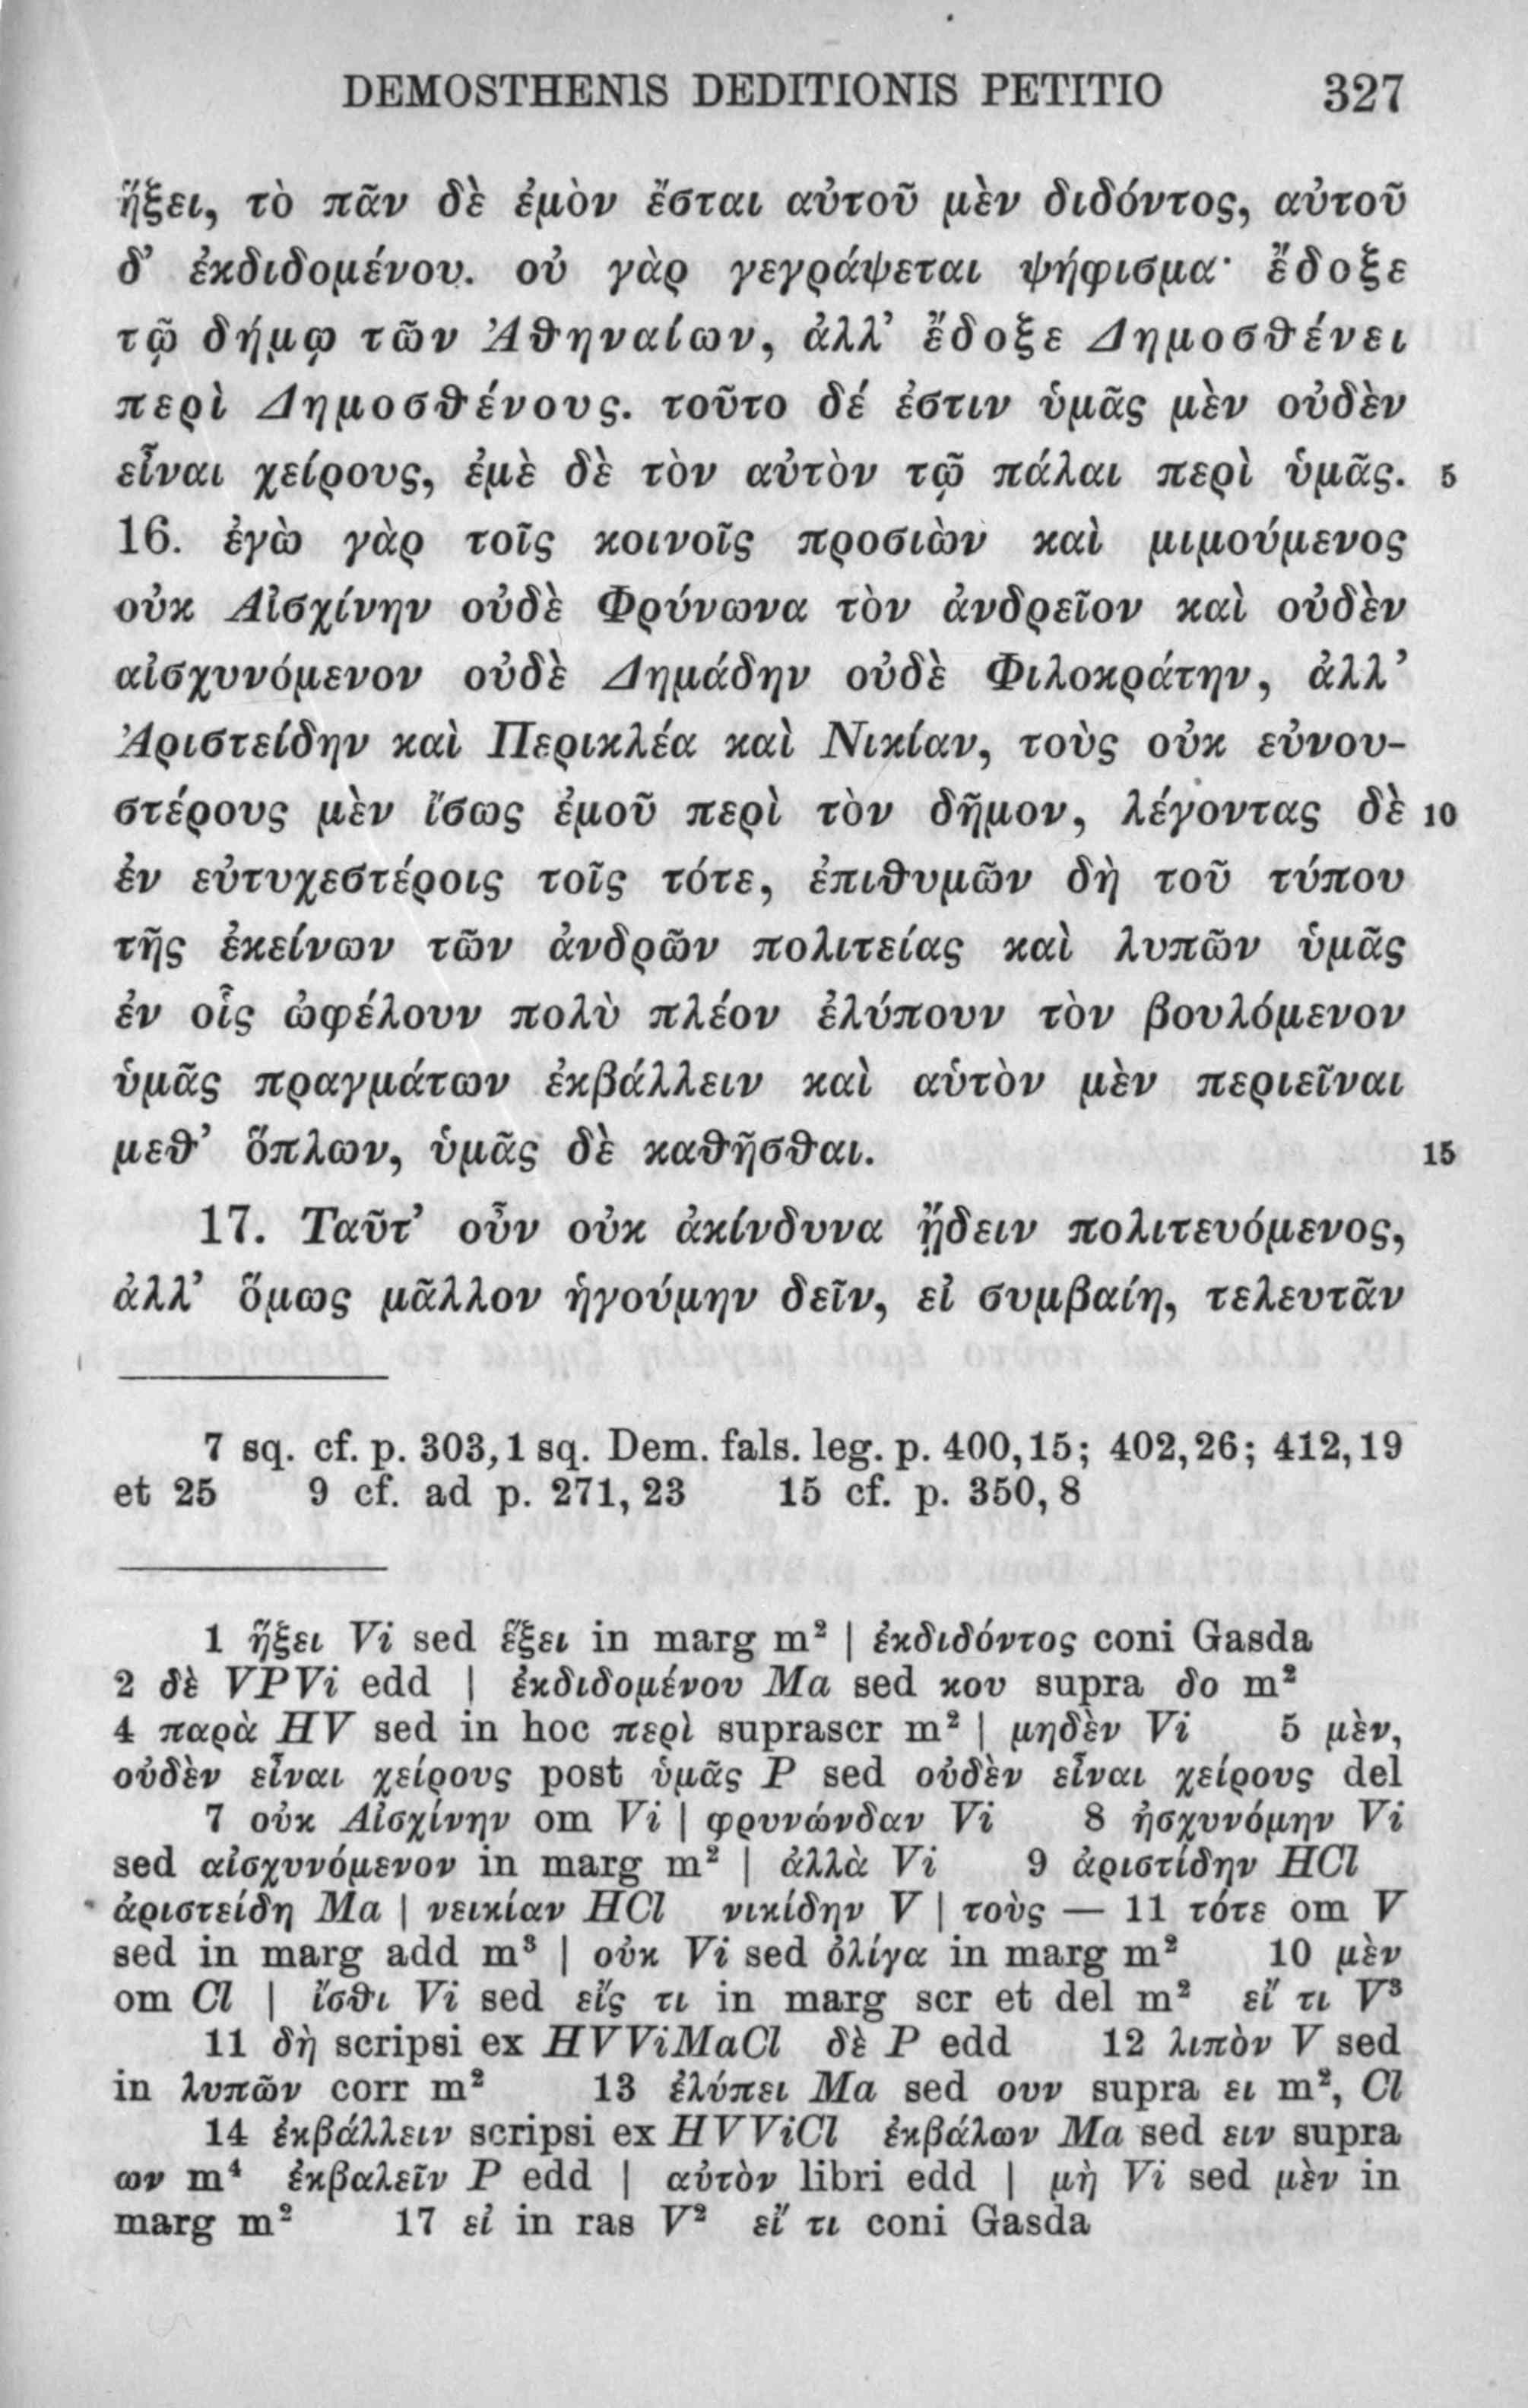 DEMOSTHENIS DEDITIONIS PETITIO 327
ἥξει, τὸ πᾶν δὲ ἐμὸν ἔσται αὐτοῦ μὲν διδόντος, αὐτοῦ
δ’ ἐκδιδομένου. οὐ γὰρ γεγράψεται ψήφισμα· ἔδοξε
τῷ δήμῳ τῶν Ἀθηναίων, ἀλλ’ ἔδοξε Δημοσθένει
περὶ Δημοσθένους. τοῦτο δέ ἐστιν ὑμᾶς μὲν οὐδὲν
εἶναι χείρους, ἐμὲ δὲ τὸν αὐτὸν τῷ πάλαι περὶ ὑμᾶς. 5
16. ἐγὼ γὰρ τοῖς κοινοῖς προσιὼν καὶ μιμούμενος
οὐκ Αἰσχίνην οὐδὲ Φρύνωνα τὸν ἀνδρεῖον καὶ οὐδὲν
αἰσχυνόμενον οὐδὲ Δημάδην οὐδὲ Φιλοκράτην, ἀλλ’
Ἀριστείδην καὶ Περικλέα καὶ Νικίαν, τοὺς οὐκ εὐνου-
στέρους μὲν ἴσως ἐμοῦ περὶ τὸν δῆμον, λέγοντας δὲ 10
ἐν εὐτυχεστέροις τοῖς τότε, ἐπιθυμῶν δὴ τοῦ τύπου
τῆς ἐκείνων τῶν ἀνδρῶν πολιτείας καὶ λυπῶν ὑμᾶς
ἐν οἷς ὠφέλουν πολὺ πλέον ἐλύπουν τὸν βουλόμενον
ὑμᾶς πραγμάτων ἐκβάλλειν καὶ αὑτὸν μὲν περιεῖναι
μεθ’ ὅπλων, ὑμᾶς δὲ καθῆσθαι. 15
17. Ταῦτ’ οὖν οὐκ ἀκίνδυνα ᾔδειν πολιτευόμενος,
ἀλλ’ ὅμως μᾶλλον ἡγούμην δεῖν, εἰ συμβαίη, τελευτᾶν
7 sq. cf. p. 303,1 sq. Dem. fals. leg. p. 400,15; 402,26; 412,19
et 25 9 cf. ad p. 271,23 15 cf. p. 350,8
1 ἥξει Vi sed ἕξει in marg m² | ἐκδιδόντος coni Gasda
2 δὲ VPVi edd | ἐκδιδομένου Ma sed κου supra δο m²
4 παρὰ HV sed in hoc περὶ suprascr m² | μηδὲν Vi 5 μὲν,
οὐδὲν εἶναι χείρους post ὑμᾶς P sed οὐδὲν εἶναι χείρους del
7 οὐκ Αἰσχίνην om Vi | φρυνώνδαν Vi 8 ᾐσχυνόμην Vi
sed αἰσχυνόμενον in marg m² | ἀλλὰ Vi 9 ἀριστίδην HCl
ἀριστείδη Ma | νεικίαν HCl νικίδην V | τοὺς — 11 τότε om V
sed in marg add m³ | οὐκ Vi sed ὀλίγα in marg m² 10 μὲν
om Cl | ἴσθι Vi sed εἴς τι in marg scr et del m² εἴ τι V³
11 δὴ scripsi ex HVViMaCl δὲ P edd 12 λιπὸν V sed
in λυπῶν corr m² 13 ἐλύπει Ma sed ουν supra ει m², Cl
14 ἐκβάλλειν scripsi ex HVViCl ἐκβάλων Ma sed ειν supra
ων m⁴ ἐκβαλεῖν P edd | αὐτὸν libri edd | μὴ Vi sed μὲν in
marg m² 17 εἰ in ras V² εἴ τι coni Gasda